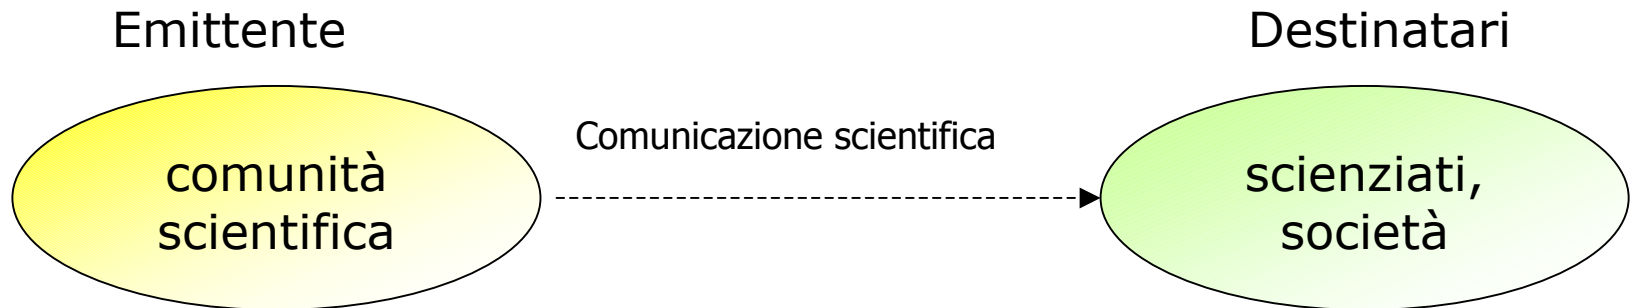 Emittente
Destinatari
Comunicazione scientifica
comunità
scientifica
scienziati,
società